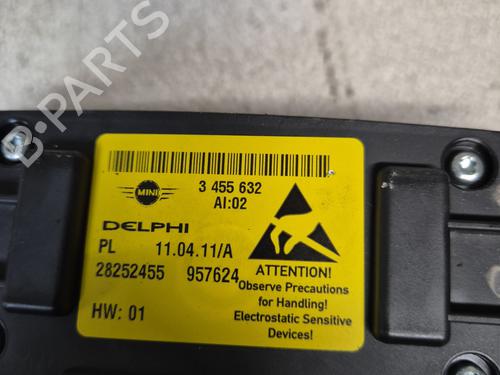 B-PARTS
MINI
3 455 632
AI:02
DELPHI
PL 11.04.11/A
28252455 957624
HW: 01
ATTENTION!
Observe Precautions
for Handling!
Electrostatic Sensitive
Devices!